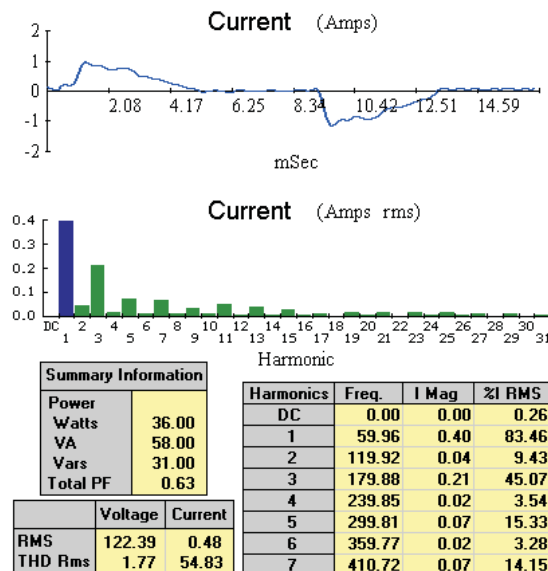 Current (Amps)
2
1
0
-1
-2
2.08 4.17 6.25 8.34 10.42 12.51 14.59
mSec
Current (Amps rms)
0.4
0.3
0.2
0.1
0.0
DC 2 4 6 8 10 12 14 16 18 20 22 24 26 28 30
1 3 5 7 9 11 13 15 17 19 21 23 25 27 29 31
Harmonic
Summary Information
Power
Watts 36.00
VA 58.00
Vars 31.00
Total PF 0.63
Voltage Current
RMS 122.39 0.48
THD Rms 1.77 54.83
Harmonics Freq. I Mag %I RMS
DC 0.00 0.00 0.26
1 59.96 0.40 83.46
2 119.92 0.04 9.43
3 179.88 0.21 45.07
4 239.85 0.02 3.54
5 299.81 0.07 15.33
6 359.77 0.02 3.28
7 410.72 0.07 14.15